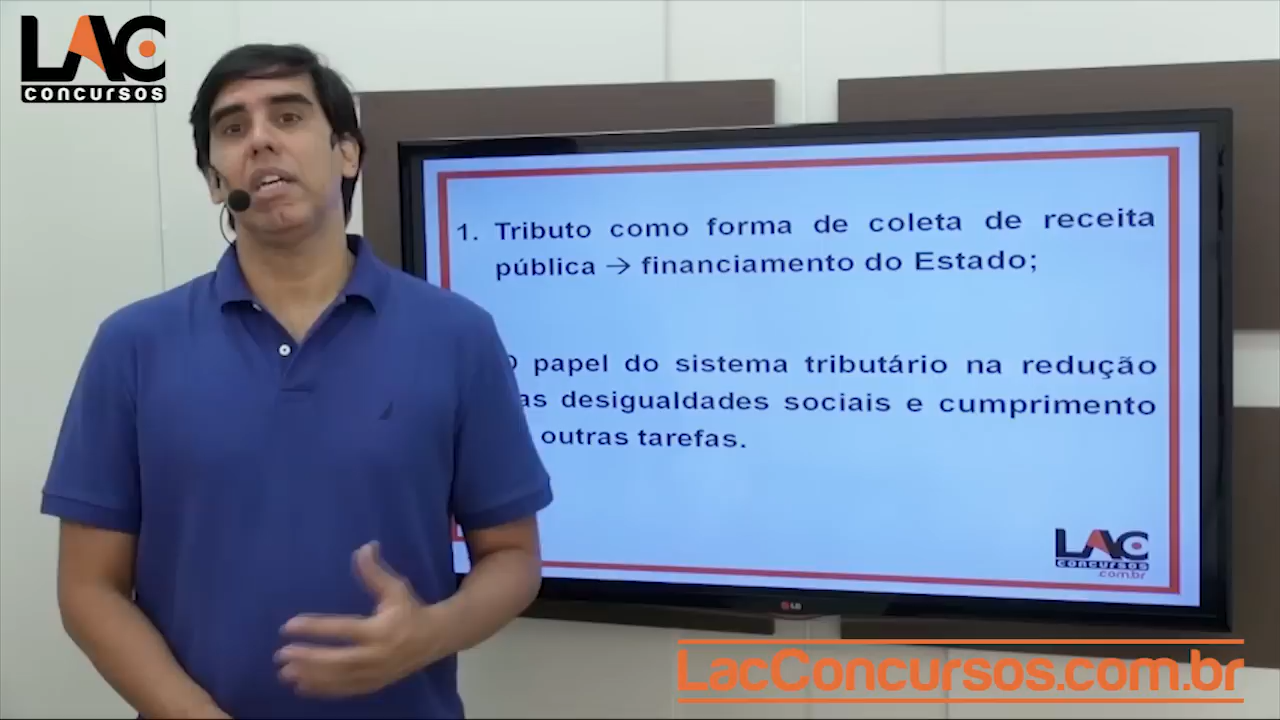 LAC
CONCURSOS
1. Tributo como forma de coleta de receita
pública → financiamento do Estado;
papel do sistema tributário na redução
desigualdades sociais e cumprimento
outras tarefas.
LAC
CONCURSOS
.com.br
LG
LacConcursos.com.br